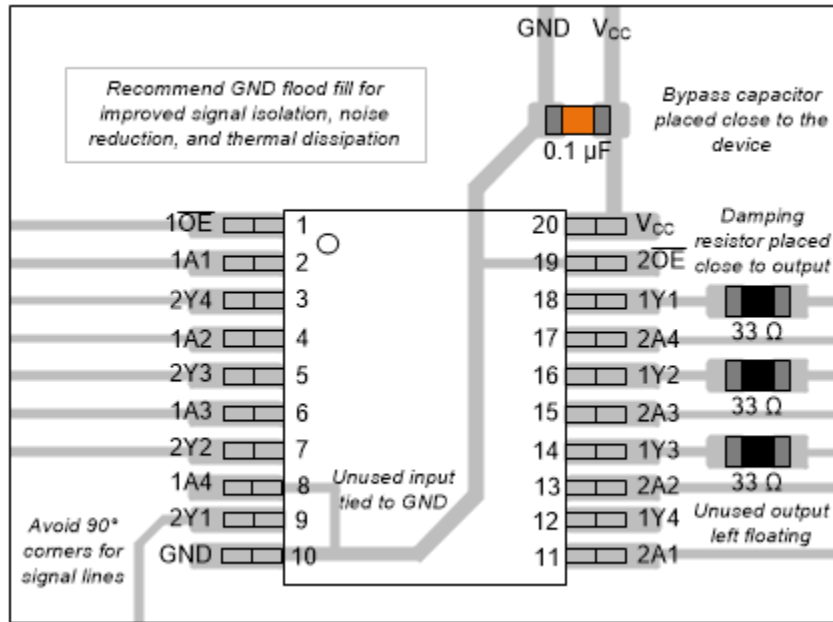 GND VCC
Recommend GND flood fill for
improved signal isolation, noise
reduction, and thermal dissipation
Bypass capacitor
placed close to the
device
0.1 µF
1O̅E̅ 1 20 VCC
Damping
resistor placed
close to output
1A1 2 19 2O̅E̅
2Y4 3 18 1Y1
33 Ω
1A2 4 17 2A4
2Y3 5 16 1Y2
33 Ω
1A3 6 15 2A3
2Y2 7 14 1Y3
33 Ω
1A4 8 13 2A2
Unused input
tied to GND
2Y1 9 12 1Y4
Unused output
left floating
GND 10 11 2A1
Avoid 90°
corners for
signal lines